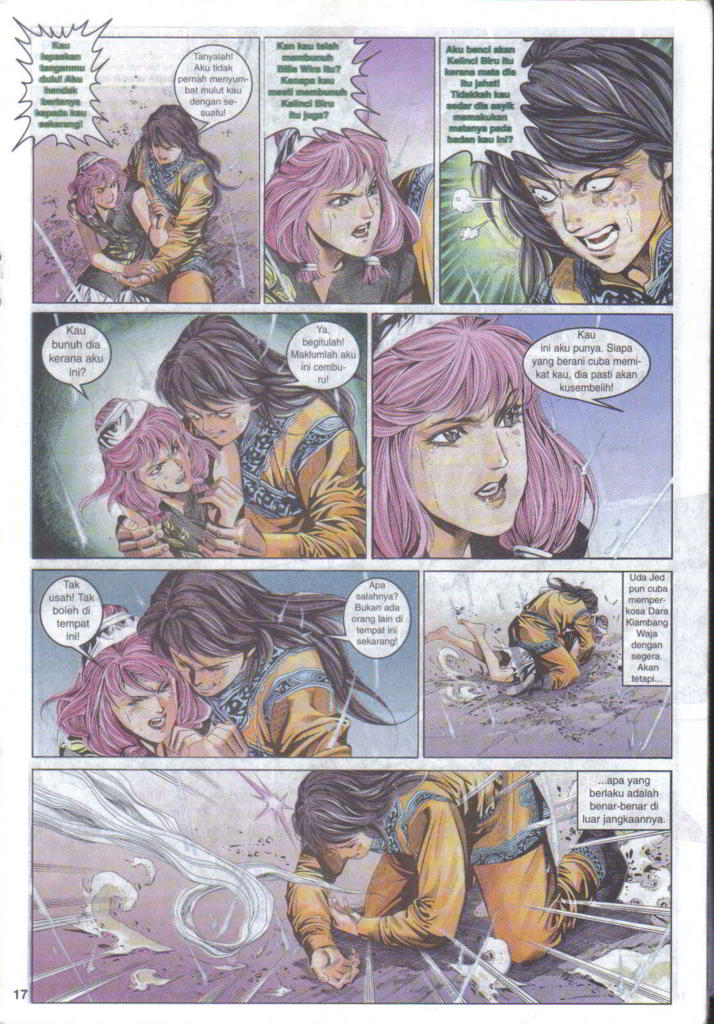 Kau
lepaskan
tanganmu
dulu! Aku
hendak
bertanya
kepada kau
sekarang!
Tanyalah!
Aku tidak
pernah menyum-
bat mulut kau
dengan se-
suatu!
Kan kau telah
membunuh
Billa Wira itu?
Kenapa kau
mesti membunuh
Kelinci Biru
itu juga?
Aku benci akan
Kelinci Biru itu
kerana mata dia
itu jahat!
Tidakkah kau
sedar dia asyik
memakukan
matanya pada
badan kau ini?
Kau
bunuh dia
kerana aku
ini?
Ya,
begitulah!
Maklumlah aku
ini cembu-
ru!
Kau
ini aku punya. Siapa
yang berani cuba memi-
kat kau, dia pasti akan
kusembelih!
Tak
usah! Tak
boleh di
tempat
ini!
Apa
salahnya?
Bukan ada
orang lain di
tempat ini
sekarang!
Uda Jed
pun cuba
memper-
kosa Dara
Kiambang
Waja
dengan
segera.
Akan
tetapi...
...apa yang
berlaku adalah
benar-benar di
luar jangkaannya.
17